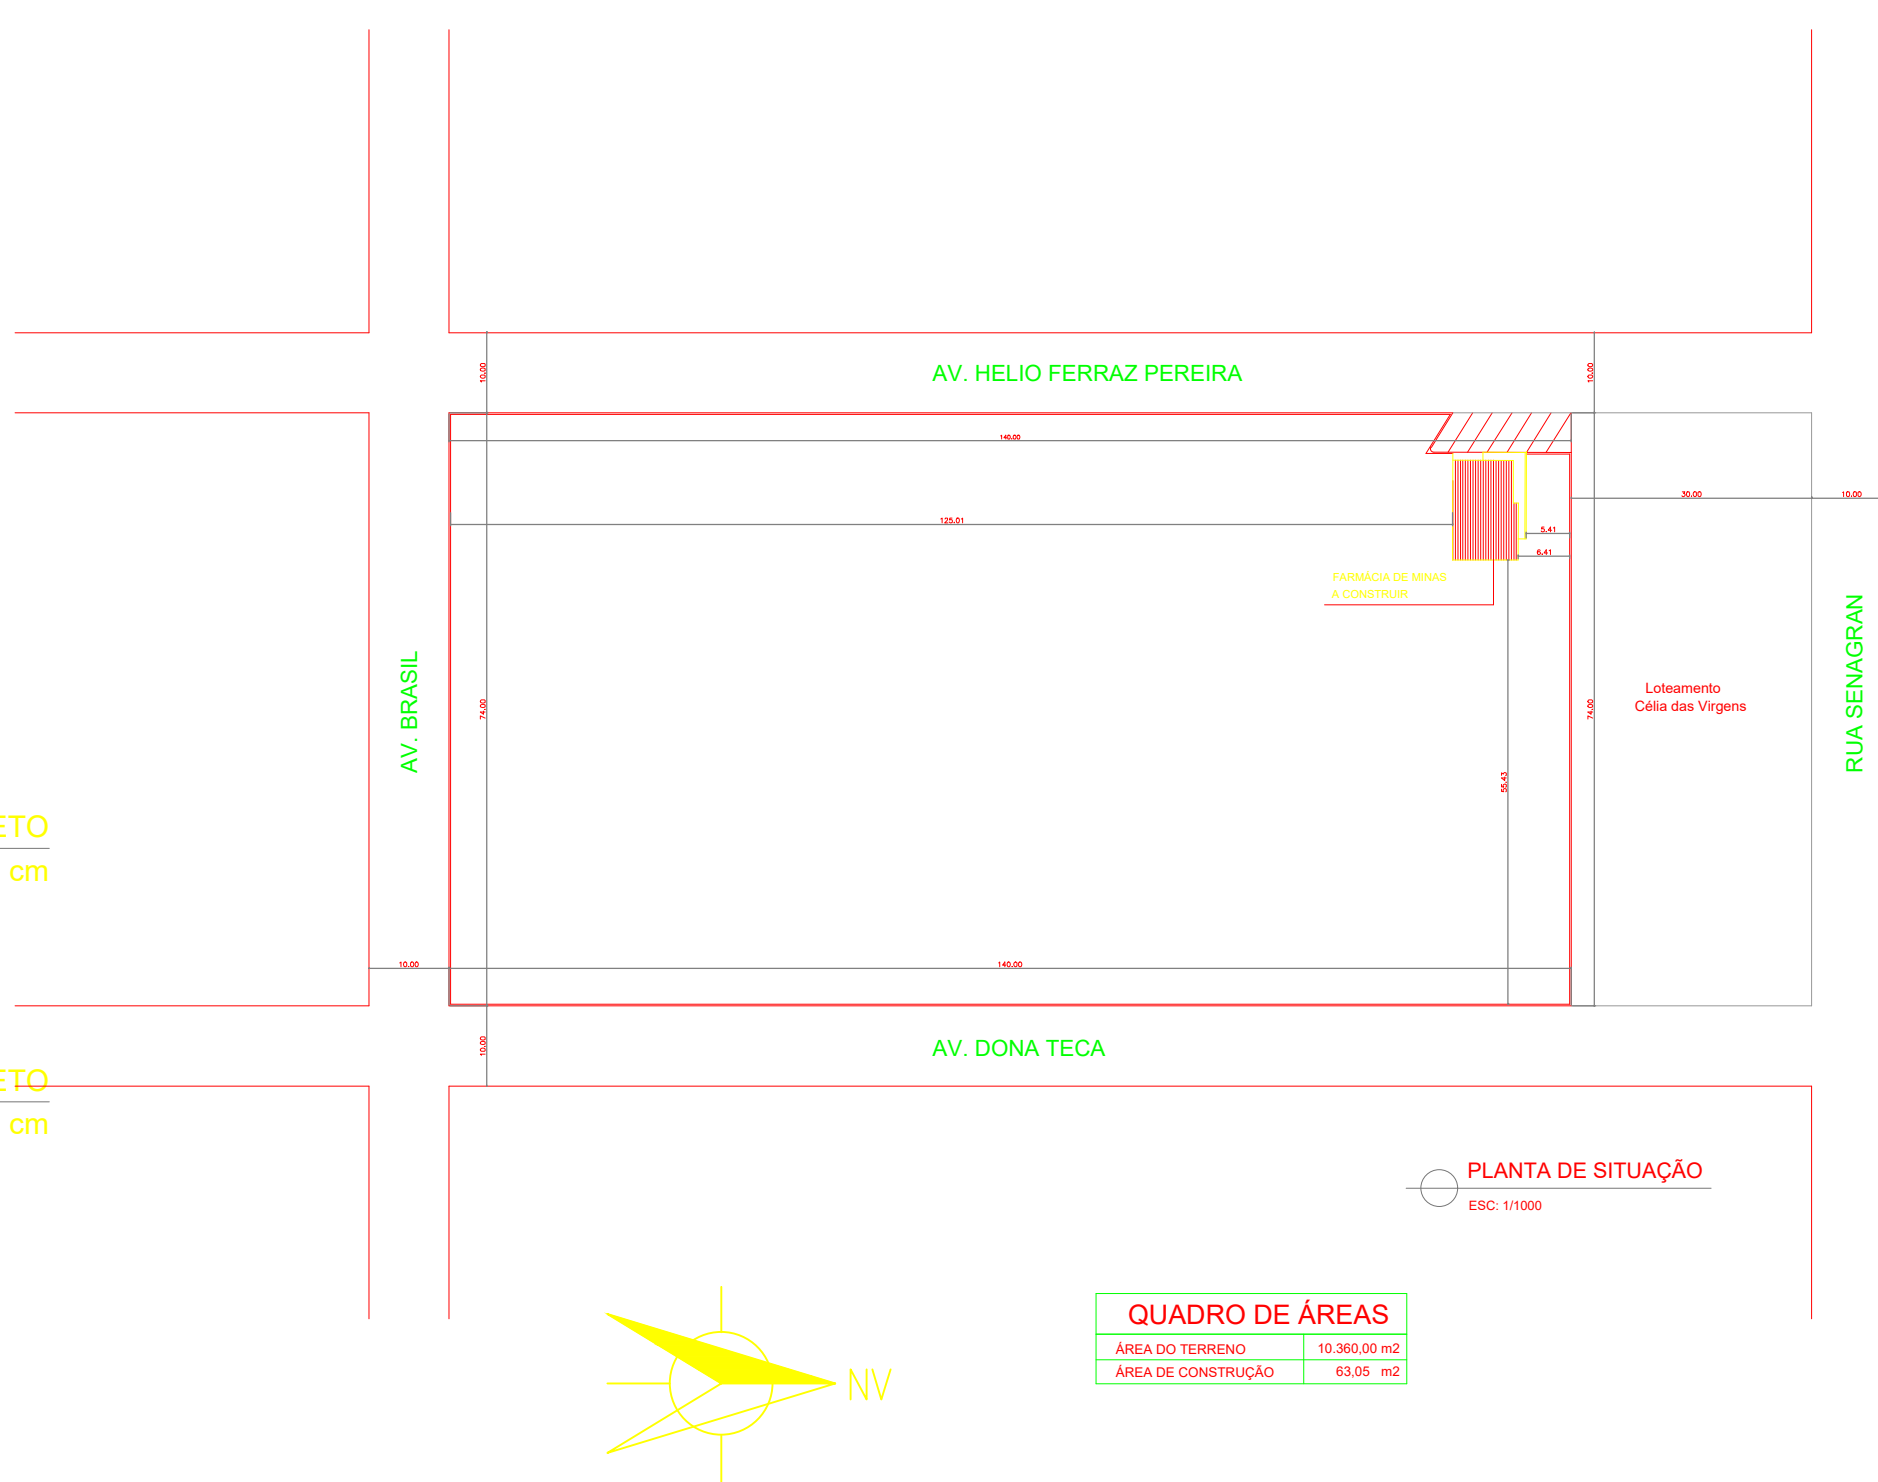 10.00
AV. HELIO FERRAZ PEREIRA
10.00
140.00
30.00
10.00
125.01
5.41
6.41
FARMÁCIA DE MINAS
A CONSTRUIR
AV. BRASIL
74.00
55.43
74.00
Loteamento
Célia das Virgens
RUA SENAGRAN
ETO
cm
10.00
140.00
10.00
AV. DONA TECA
ETO
cm
PLANTA DE SITUAÇÃO
ESC: 1/1000
NV
QUADRO DE ÁREAS
ÁREA DO TERRENO 10.360,00 m2
ÁREA DE CONSTRUÇÃO 63,05 m2